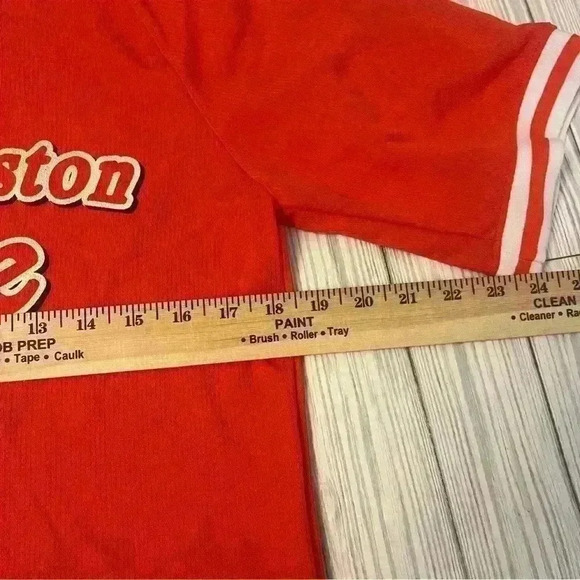 ston
e
13 14 15 16 17 18 19 20 21 22 23 24
OB PREP PAINT CLEAN
• Tape • Caulk • Brush • Roller • Tray • Cleaner • Ra